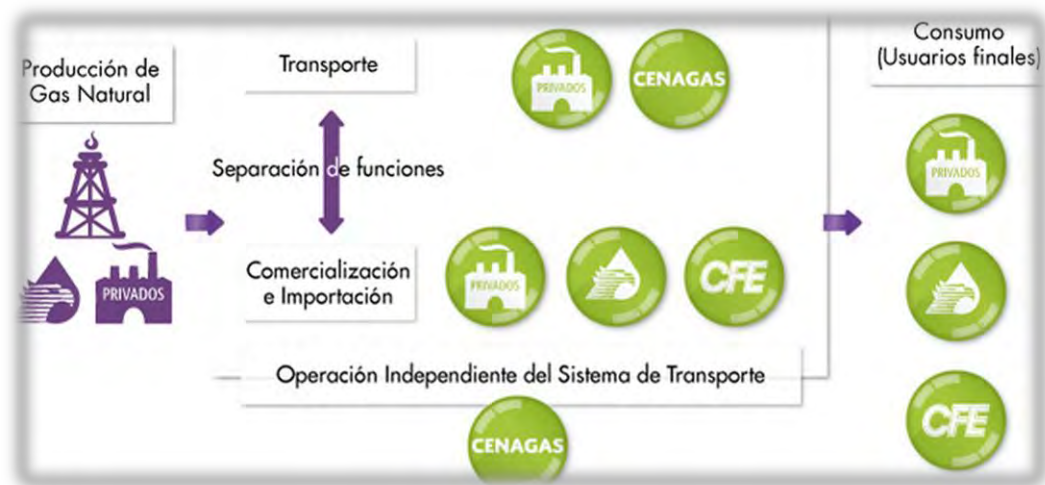 Producción de
Gas Natural
PRIVADOS
Transporte
PRIVADOS
CENAGAS
Separación de funciones
Comercialización
e Importación
PRIVADOS
CFE
Operación Independiente del Sistema de Transporte
CENAGAS
Consumo
(Usuarios finales)
PRIVADOS
CFE